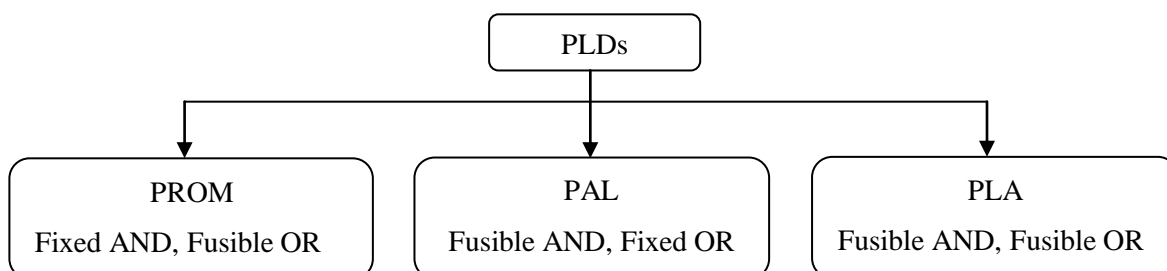 PLDs
PROM
Fixed AND, Fusible OR
PAL
Fusible AND, Fixed OR
PLA
Fusible AND, Fusible OR